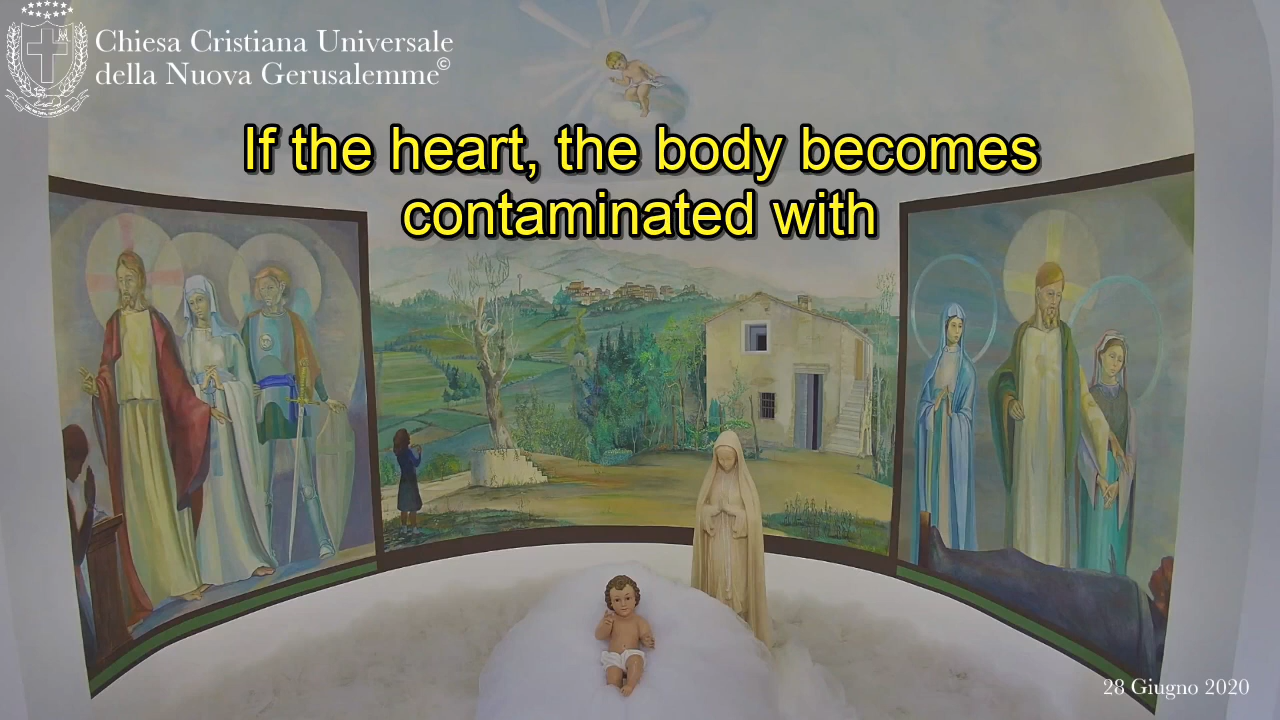 Chiesa Cristiana Universale
della Nuova Gerusalemme©
If the heart, the body becomes
contaminated with
28 Giugno 2020